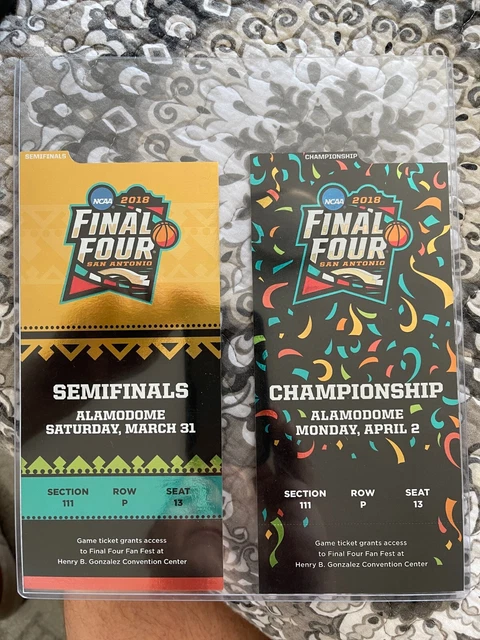 SEMIFINALS
NCAA 2018
FINAL
FOUR
SAN ANTONIO
SEMIFINALS
ALAMODOME
SATURDAY, MARCH 31
SECTION ROW SEAT
111 P 13
Game ticket grants access
to Final Four Fan Fest at
Henry B. Gonzalez Convention Center
CHAMPIONSHIP
NCAA 2018
FINAL
FOUR
SAN ANTONIO
CHAMPIONSHIP
ALAMODOME
MONDAY, APRIL 2
SECTION ROW SEAT
111 P 13
Game ticket grants access
to Final Four Fan Fest at
Henry B. Gonzalez Convention Center